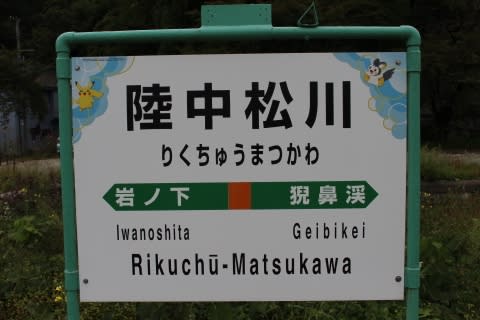 陸中松川
りくちゅうまつかわ
岩ノ下 猊鼻渓
Iwanoshita Geibikei
Rikuchū-Matsukawa